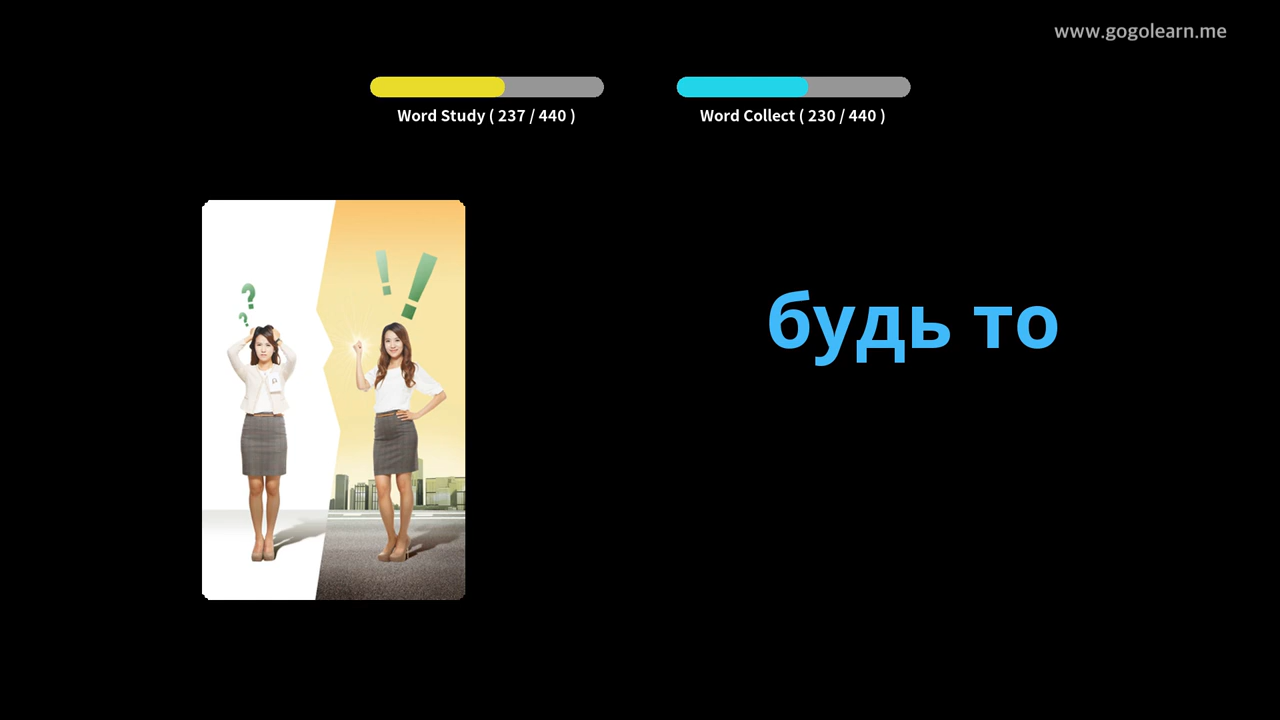 www.gogolearn.me
Word Study ( 237 / 440 )
Word Collect ( 230 / 440 )
? ?
! !
будь то